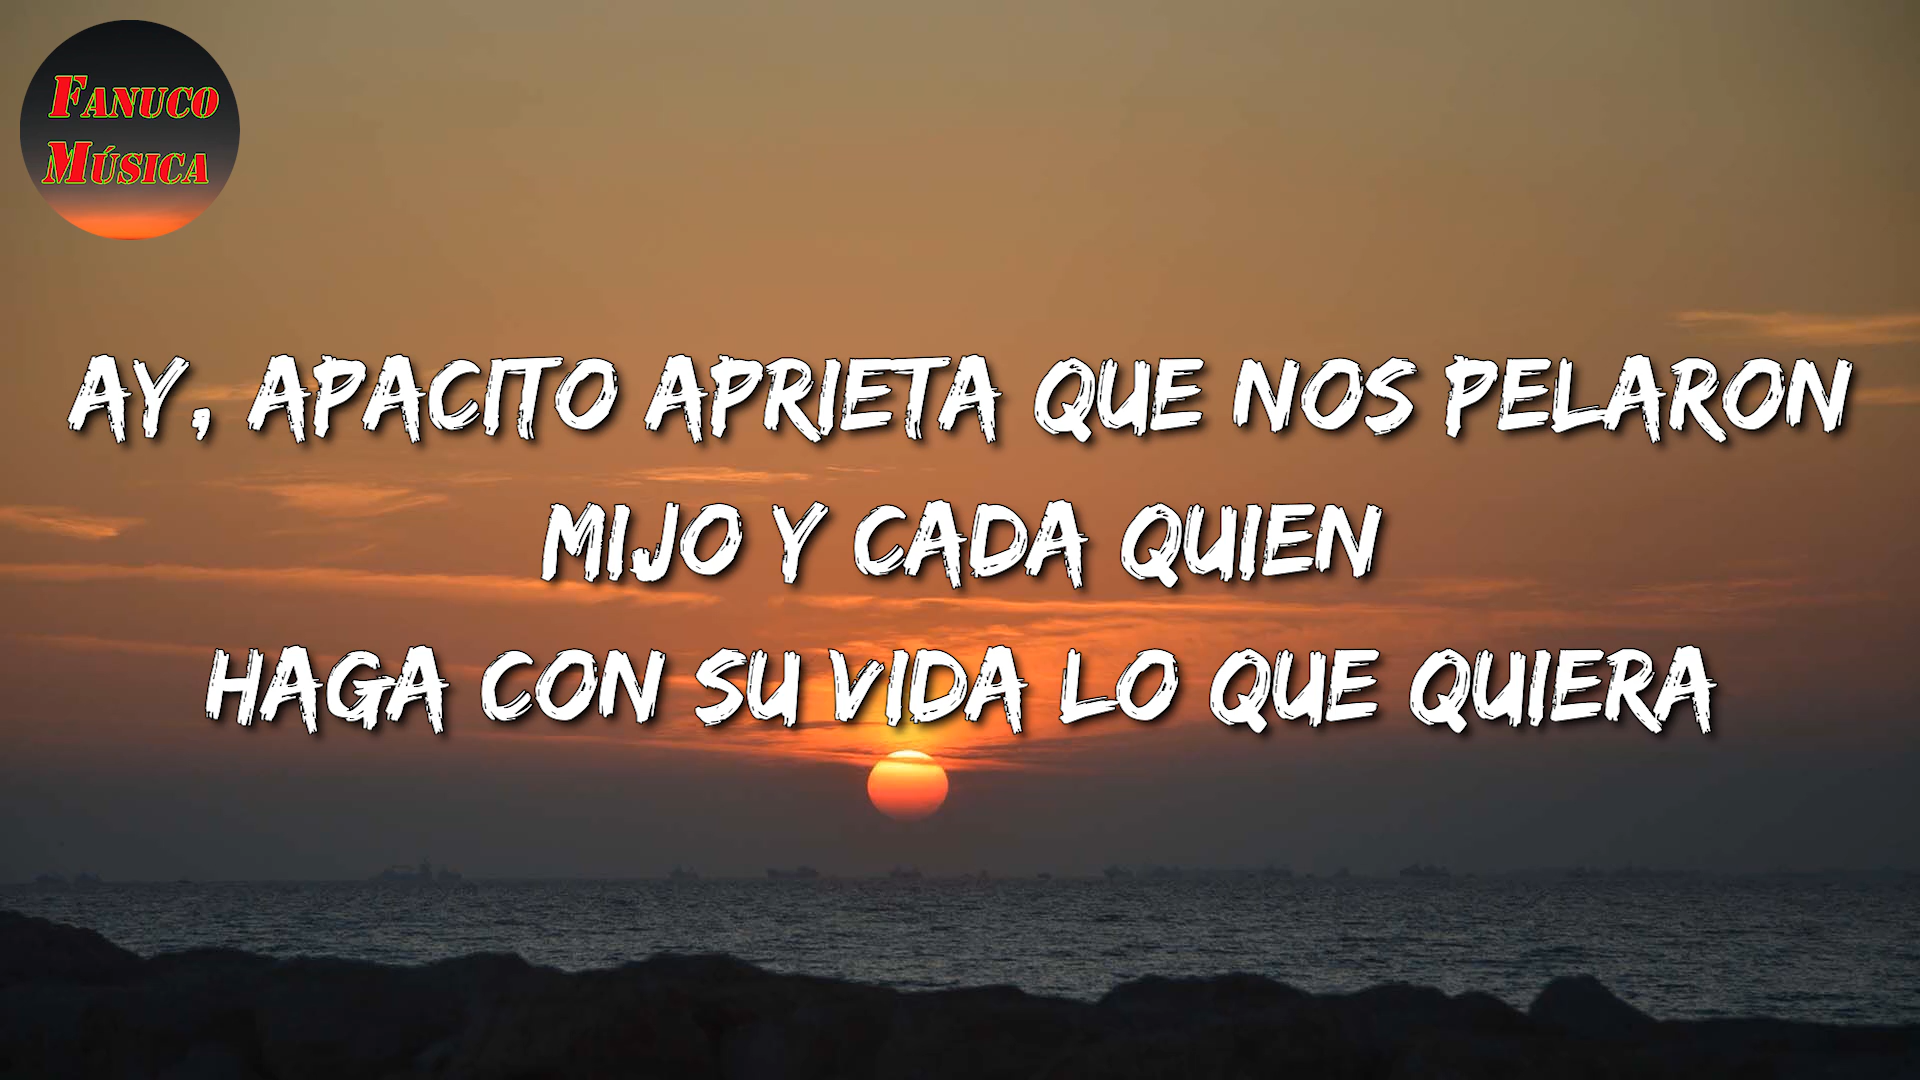 FANUCO
MÚSICA
AY, APACITO APRIETA QUE NOS PELARON
MIJO Y CADA QUIEN
HAGA CON SU VIDA LO QUE QUIERA